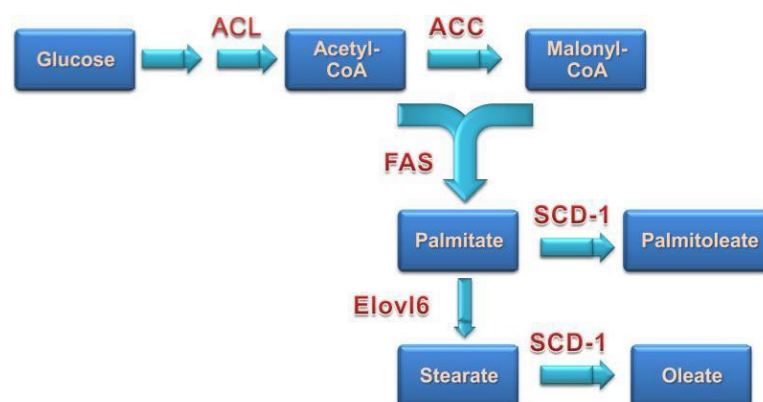 ACL
ACC
Glucose
Acetyl-
CoA
Malonyl-
CoA
FAS
SCD-1
Palmitate
Palmitoleate
Elovl6
SCD-1
Stearate
Oleate